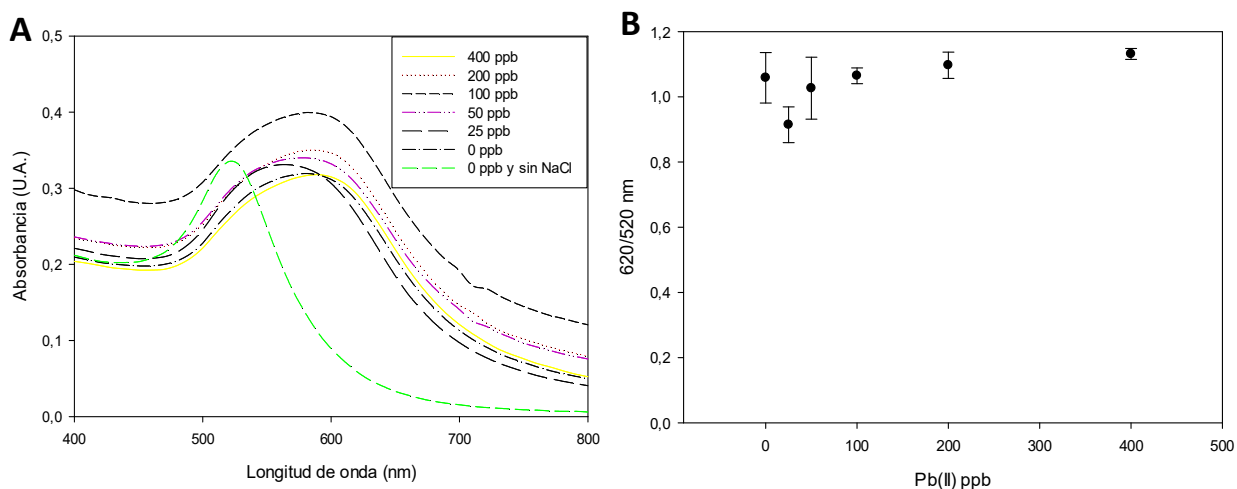 A
0,5
0,4
0,3
0,2
0,1
0,0
Absorbancia (U.A.)
400 500 600 700 800
Longitud de onda (nm)
400 ppb
200 ppb
100 ppb
50 ppb
25 ppb
0 ppb
0 ppb y sin NaCl
B
1,2
1,0
0,8
0,6
0,4
0,2
0,0
620/520 nm
0 100 200 300 400 500
Pb(II) ppb